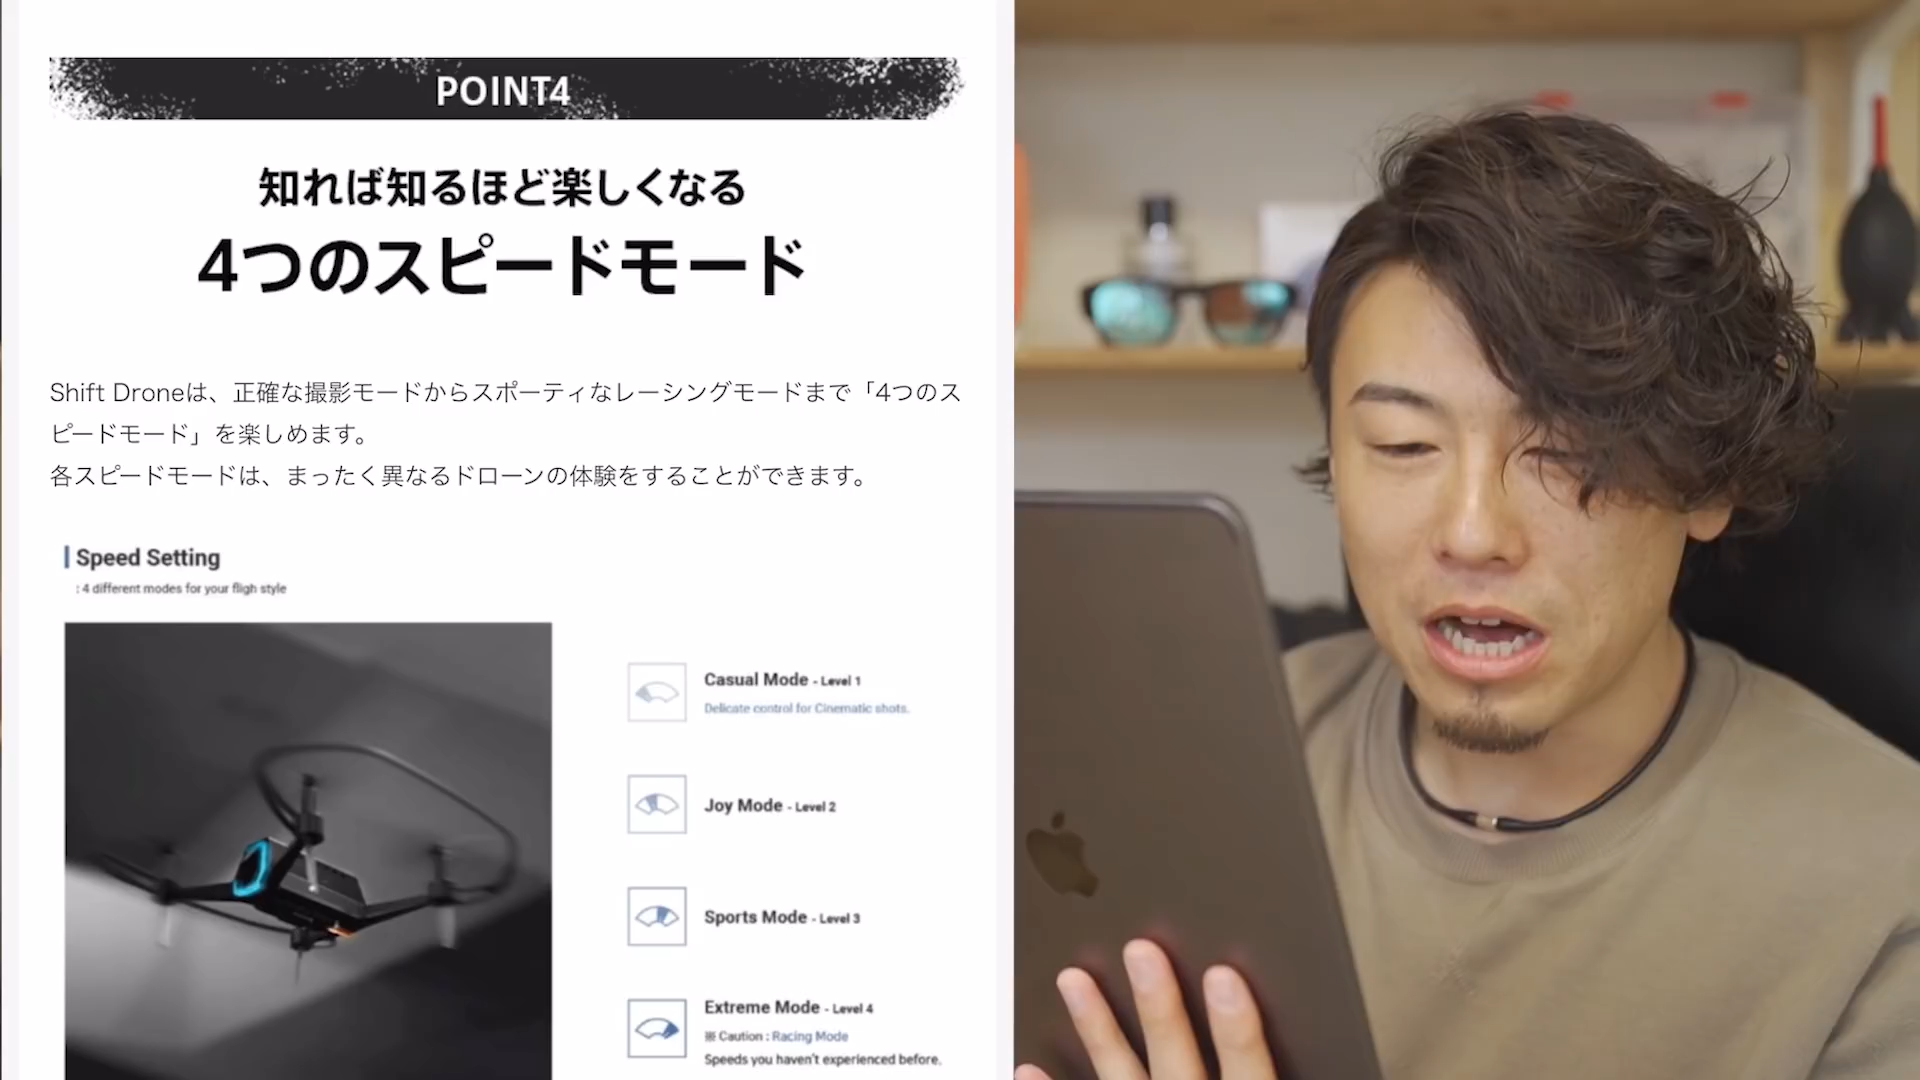 POINT4
知れば知るほど楽しくなる
4つのスピードモード
Shift Droneは、正確な撮影モードからスポーティなレーシングモードまで「4つのス
ピードモード」を楽しめます。
各スピードモードは、まったく異なるドローンの体験をすることができます。
Speed Setting
: 4 different modes for your fligh style
Casual Mode - Level 1
Delicate control for Cinematic shots.
Joy Mode - Level 2
Sports Mode - Level 3
Extreme Mode - Level 4
※ Caution : Racing Mode
Speeds you haven't experienced before.